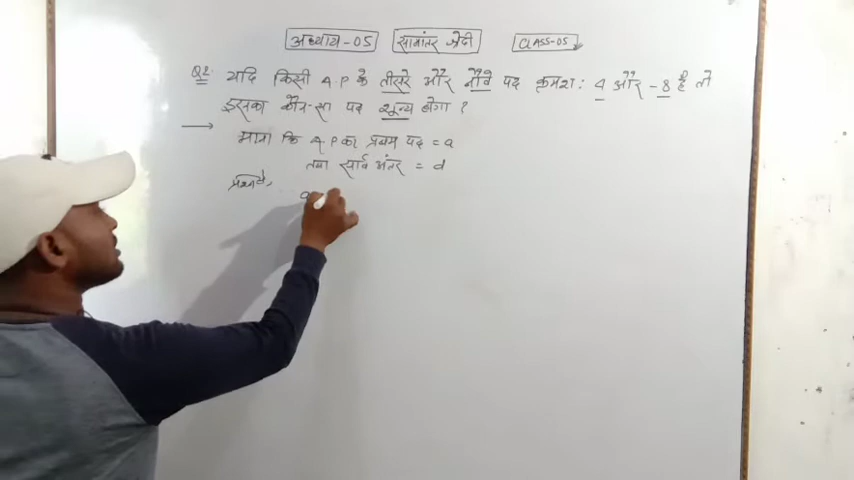 अध्याय-05 समांतर श्रेढ़ी CLASS-05
Q2 यदि किसी A.P के तीसरे और नौवें पद क्रमशः 4 और -8 है तो
इसका कौन-सा पद शून्य होगा ?
→ माना कि A.P का प्रथम पद = a
तथा सार्व अंतर = d
प्रश्न से,
a